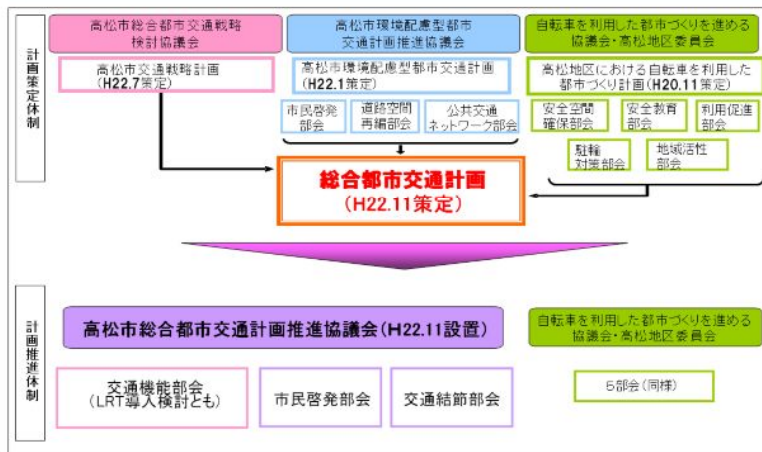 計画策定体制
高松市総合都市交通戦略
検討協議会
高松市交通戦略計画
(H22.7策定)
高松市環境配慮型都市
交通計画推進協議会
高松市環境配慮型都市交通計画
(H22.1策定)
市民啓発
部会
道路空間
再編部会
公共交通
ネットワーク部会
自転車を利用した都市づくりを進める
協議会・高松地区委員会
高松地区における自転車を利用した
都市づくり計画(H20.11策定)
安全空間
確保部会
安全教育
部会
利用促進
部会
駐輪
対策部会
地域活性
部会
総合都市交通計画
(H22.11策定)
計画推進体制
高松市総合都市交通計画推進協議会(H22.11設置)
交通機能部会
(LRT導入検討とも)
市民啓発部会
交通結節部会
自転車を利用した都市づくりを進める
協議会・高松地区委員会
5部会(同様)